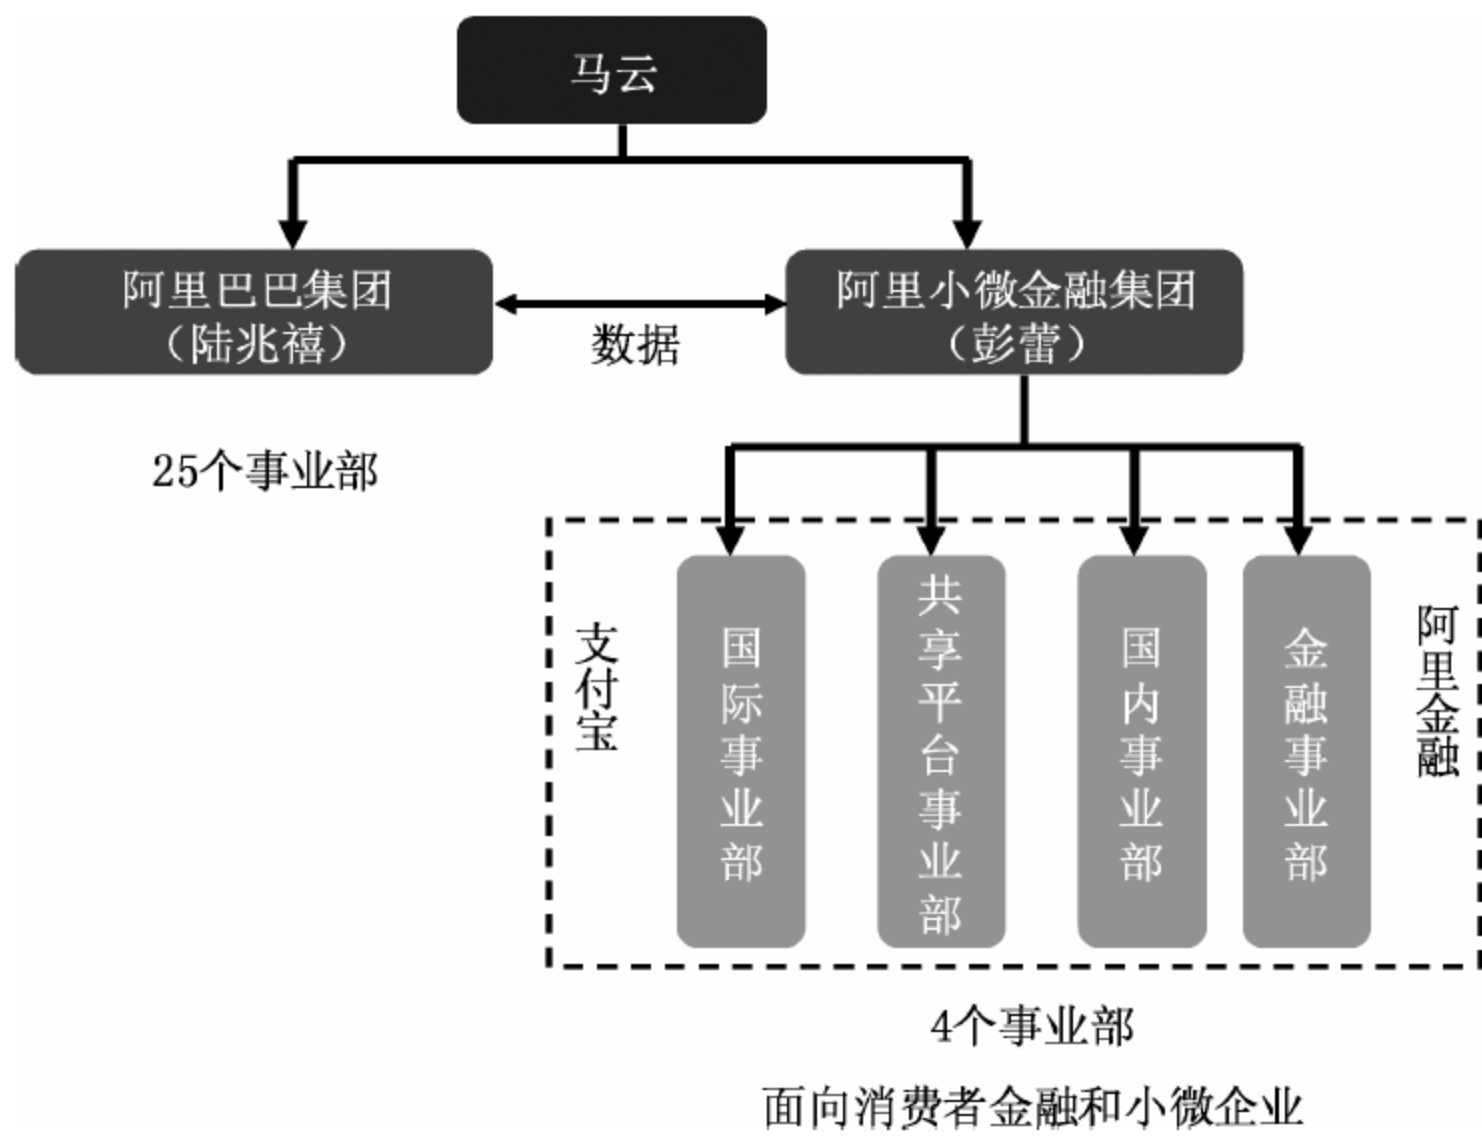 马云
阿里巴巴集团
（陆兆禧）
数据
阿里小微金融集团
（彭蕾）
25个事业部
支付宝
国际事业部
共享平台事业部
国内事业部
金融事业部
阿里金融
4个事业部
面向消费者金融和小微企业